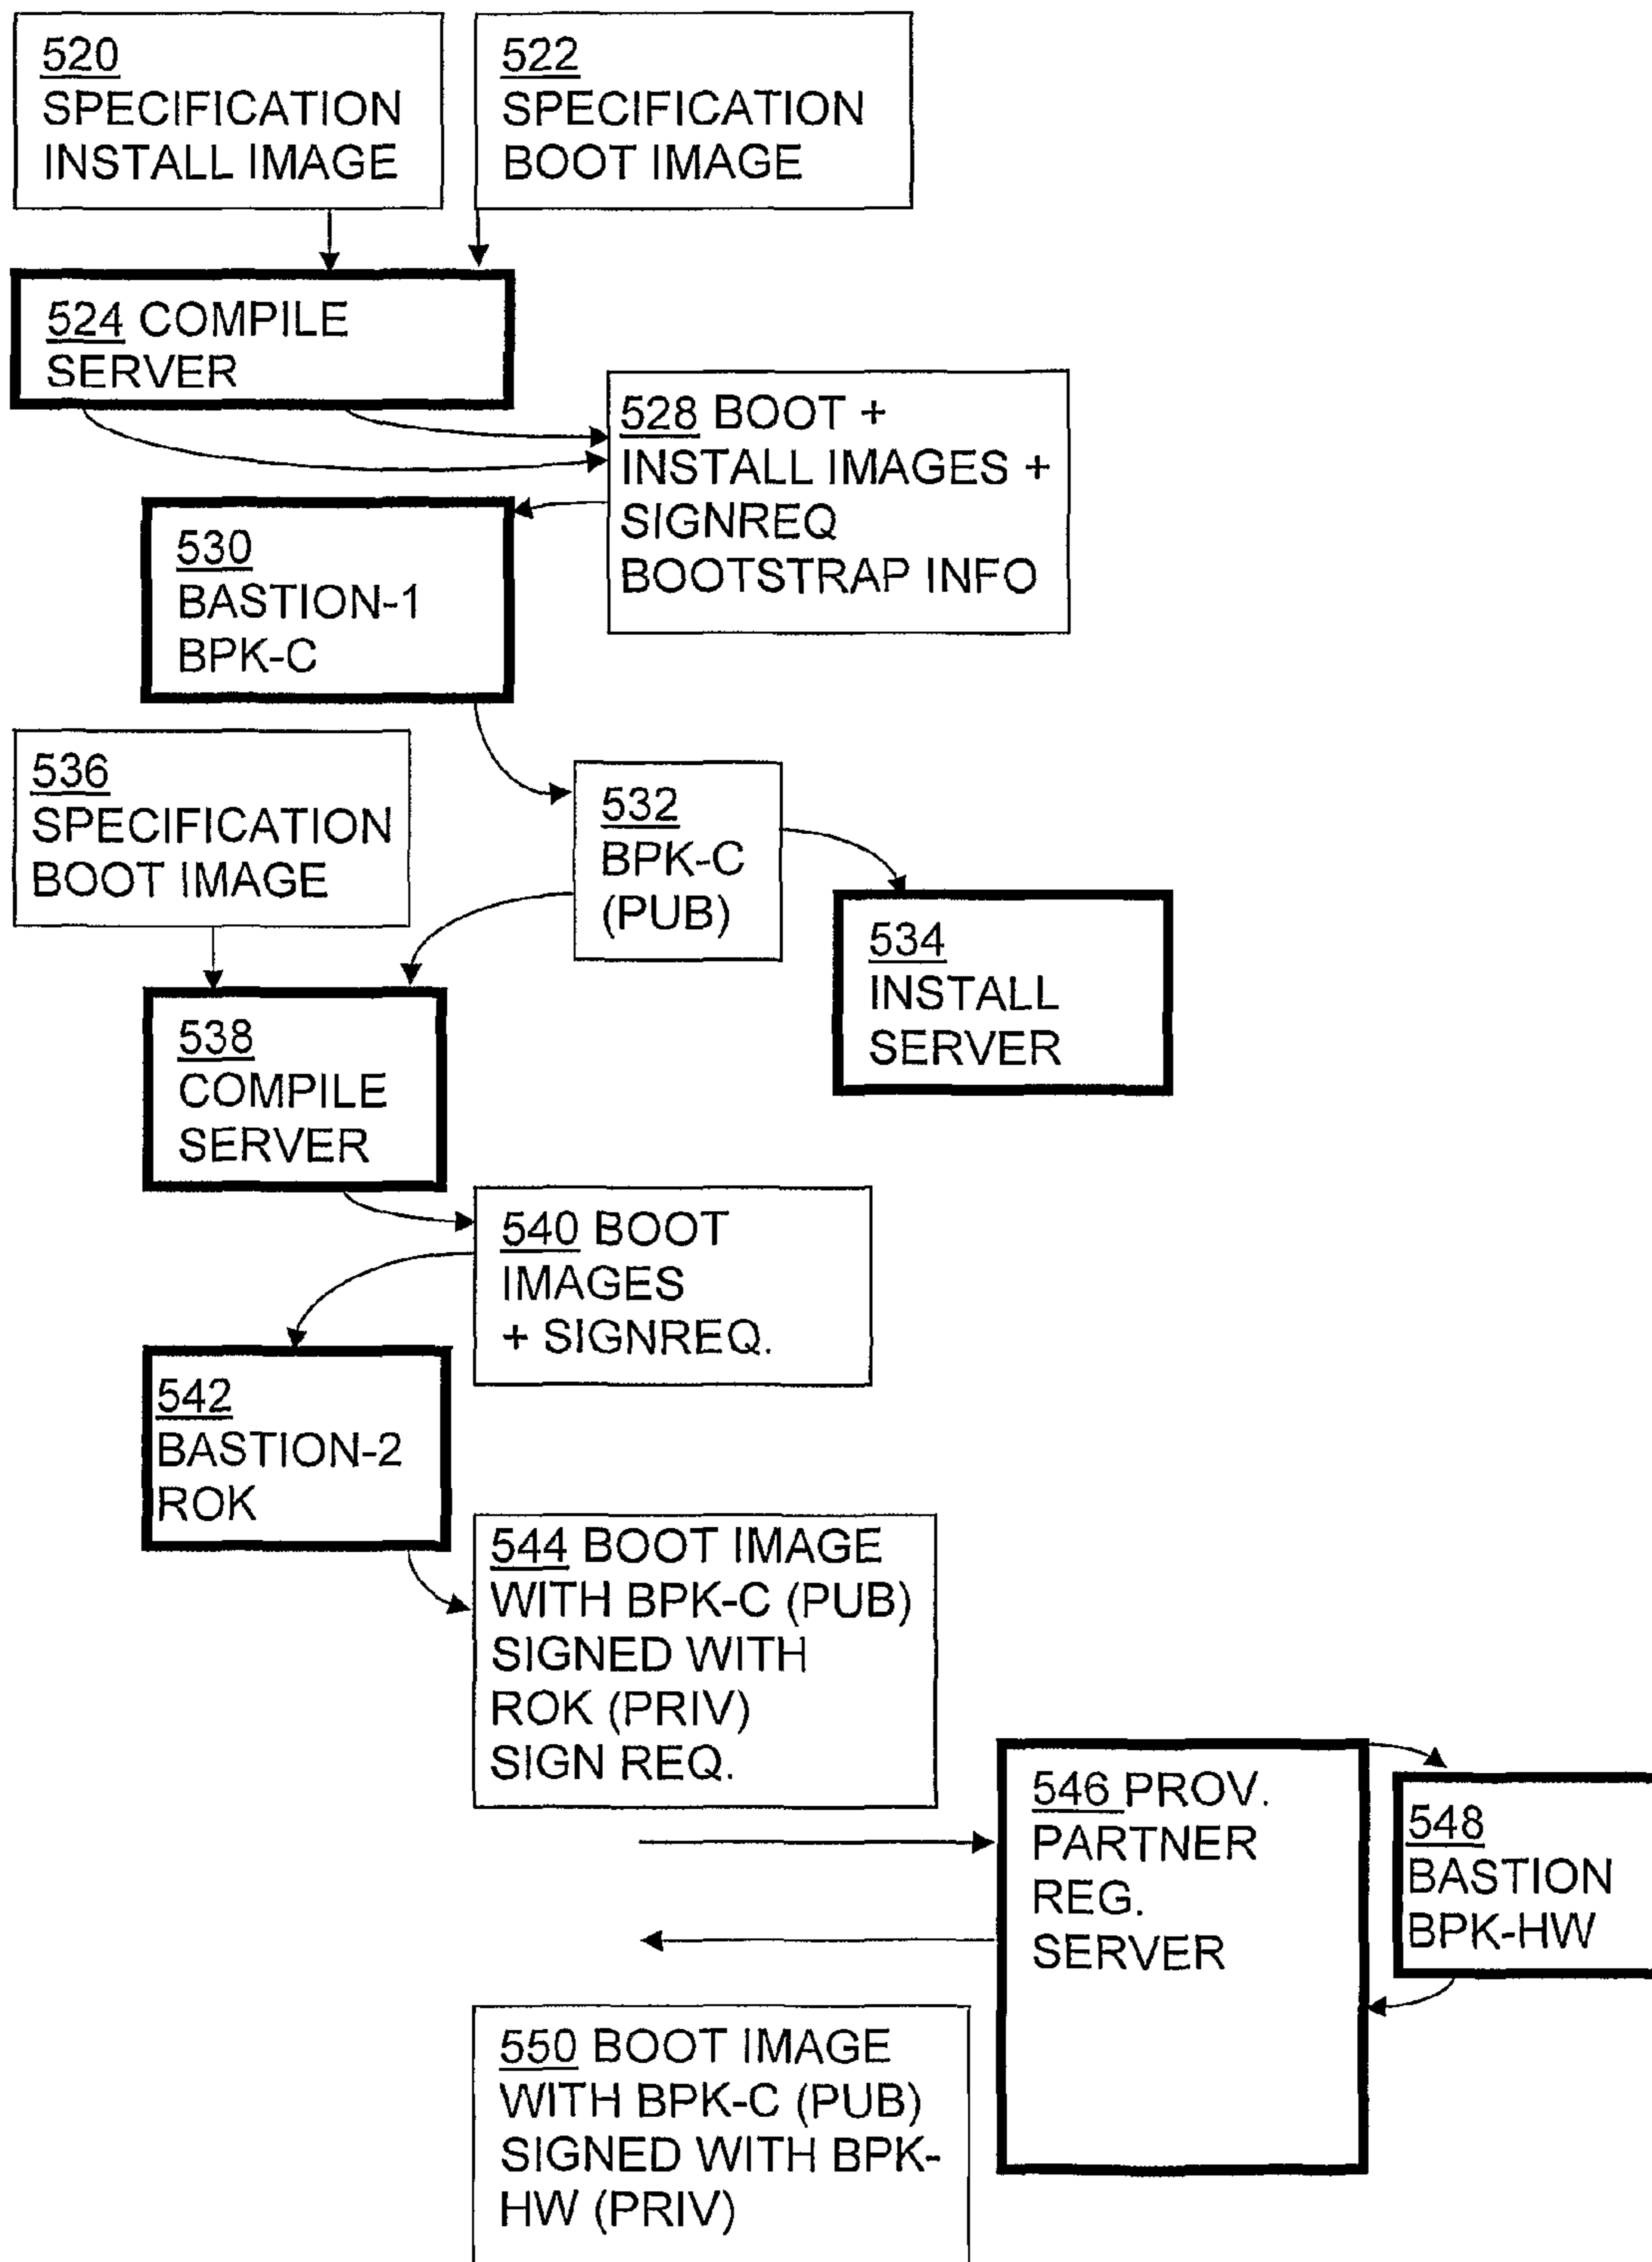 520
SPECIFICATION
INSTALL IMAGE
522
SPECIFICATION
BOOT IMAGE
524 COMPILE
SERVER
528 BOOT +
INSTALL IMAGES +
SIGNREQ
BOOTSTRAP INFO
530
BASTION-1
BPK-C
532
BPK-C
(PUB)
534
INSTALL
SERVER
536
SPECIFICATION
BOOT IMAGE
538
COMPILE
SERVER
540 BOOT
IMAGES
+ SIGNREQ.
542
BASTION-2
ROK
544 BOOT IMAGE
WITH BPK-C (PUB)
SIGNED WITH
ROK (PRIV)
SIGN REQ.
546 PROV.
PARTNER
REG.
SERVER
548
BASTION
BPK-HW
550 BOOT IMAGE
WITH BPK-C (PUB)
SIGNED WITH BPK-
HW (PRIV)